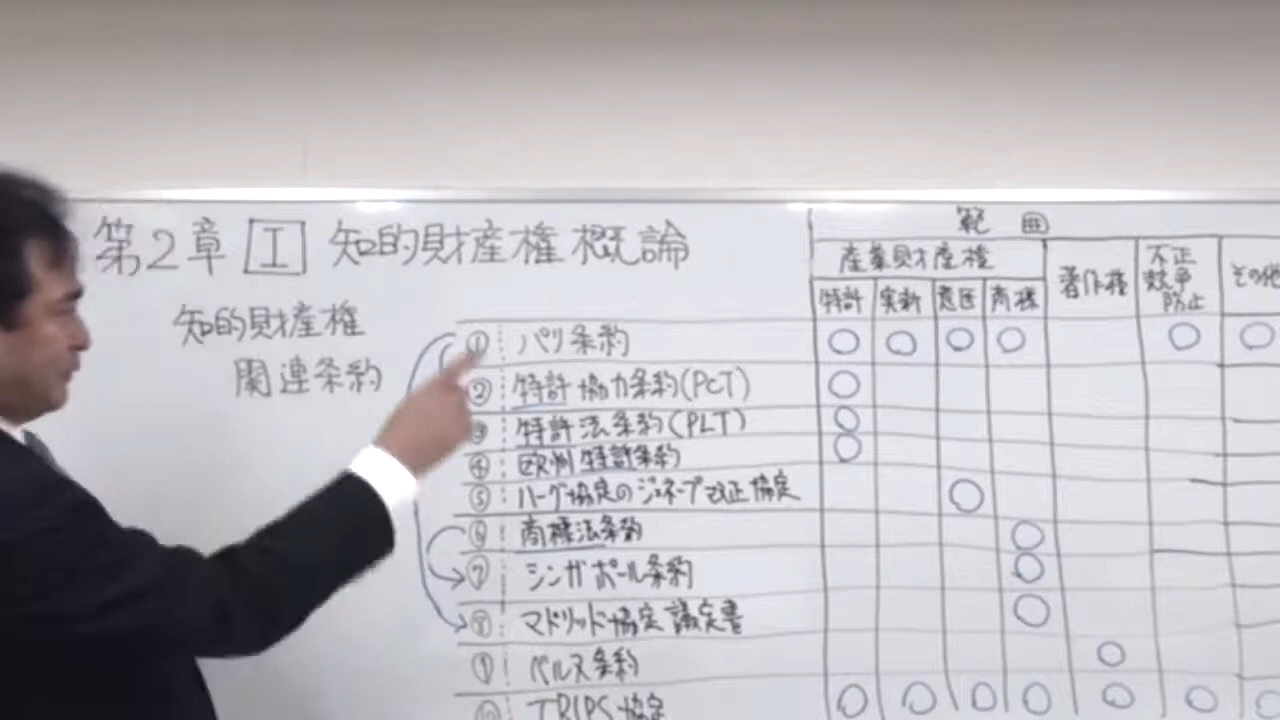 第2章 I 知的財産権概論
知的財産権
関連条約
範囲
産業財産権
著作権
不正
競争
防止
その他
特許 実新 意匠 商標
① パリ条約
② 特許協力条約(PCT)
③ 特許法条約(PLT)
④ 欧州特許条約
⑤ ハーグ協定のジュネーブ改正協定
⑥ 商標法条約
⑦ シンガポール条約
⑧ マドリッド協定議定書
⑨ ベルヌ条約
⑩ TRIPS協定